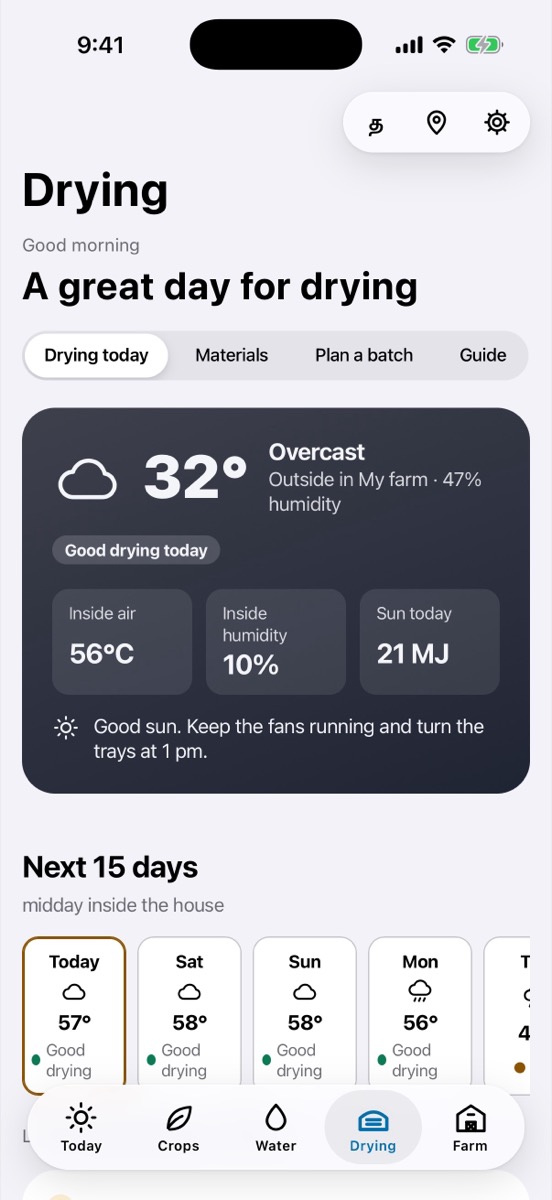 9:41
த
Drying
Good morning
A great day for drying
Drying today
Materials
Plan a batch
Guide
32°
Overcast
Outside in My farm · 47%
humidity
Good drying today
Inside air
56°C
Inside
humidity
10%
Sun today
21 MJ
Good sun. Keep the fans running and turn the
trays at 1 pm.
Next 15 days
midday inside the house
Today
57°
Good
drying
Sat
58°
Good
drying
Sun
58°
Good
drying
Mon
56°
Good
drying
Today
Crops
Water
Drying
Farm